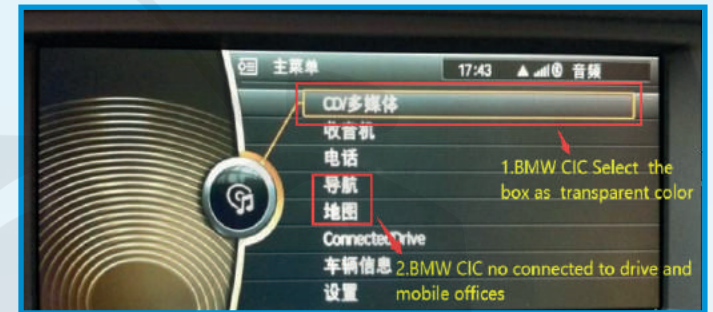 主菜单
17:43
音频
CD/多媒体
收音机
电话
导航
地图
ConnectedDrive
车辆信息
设置
1.BMW CIC Select the
box as transparent color
2.BMW CIC no connected to drive and
mobile offices